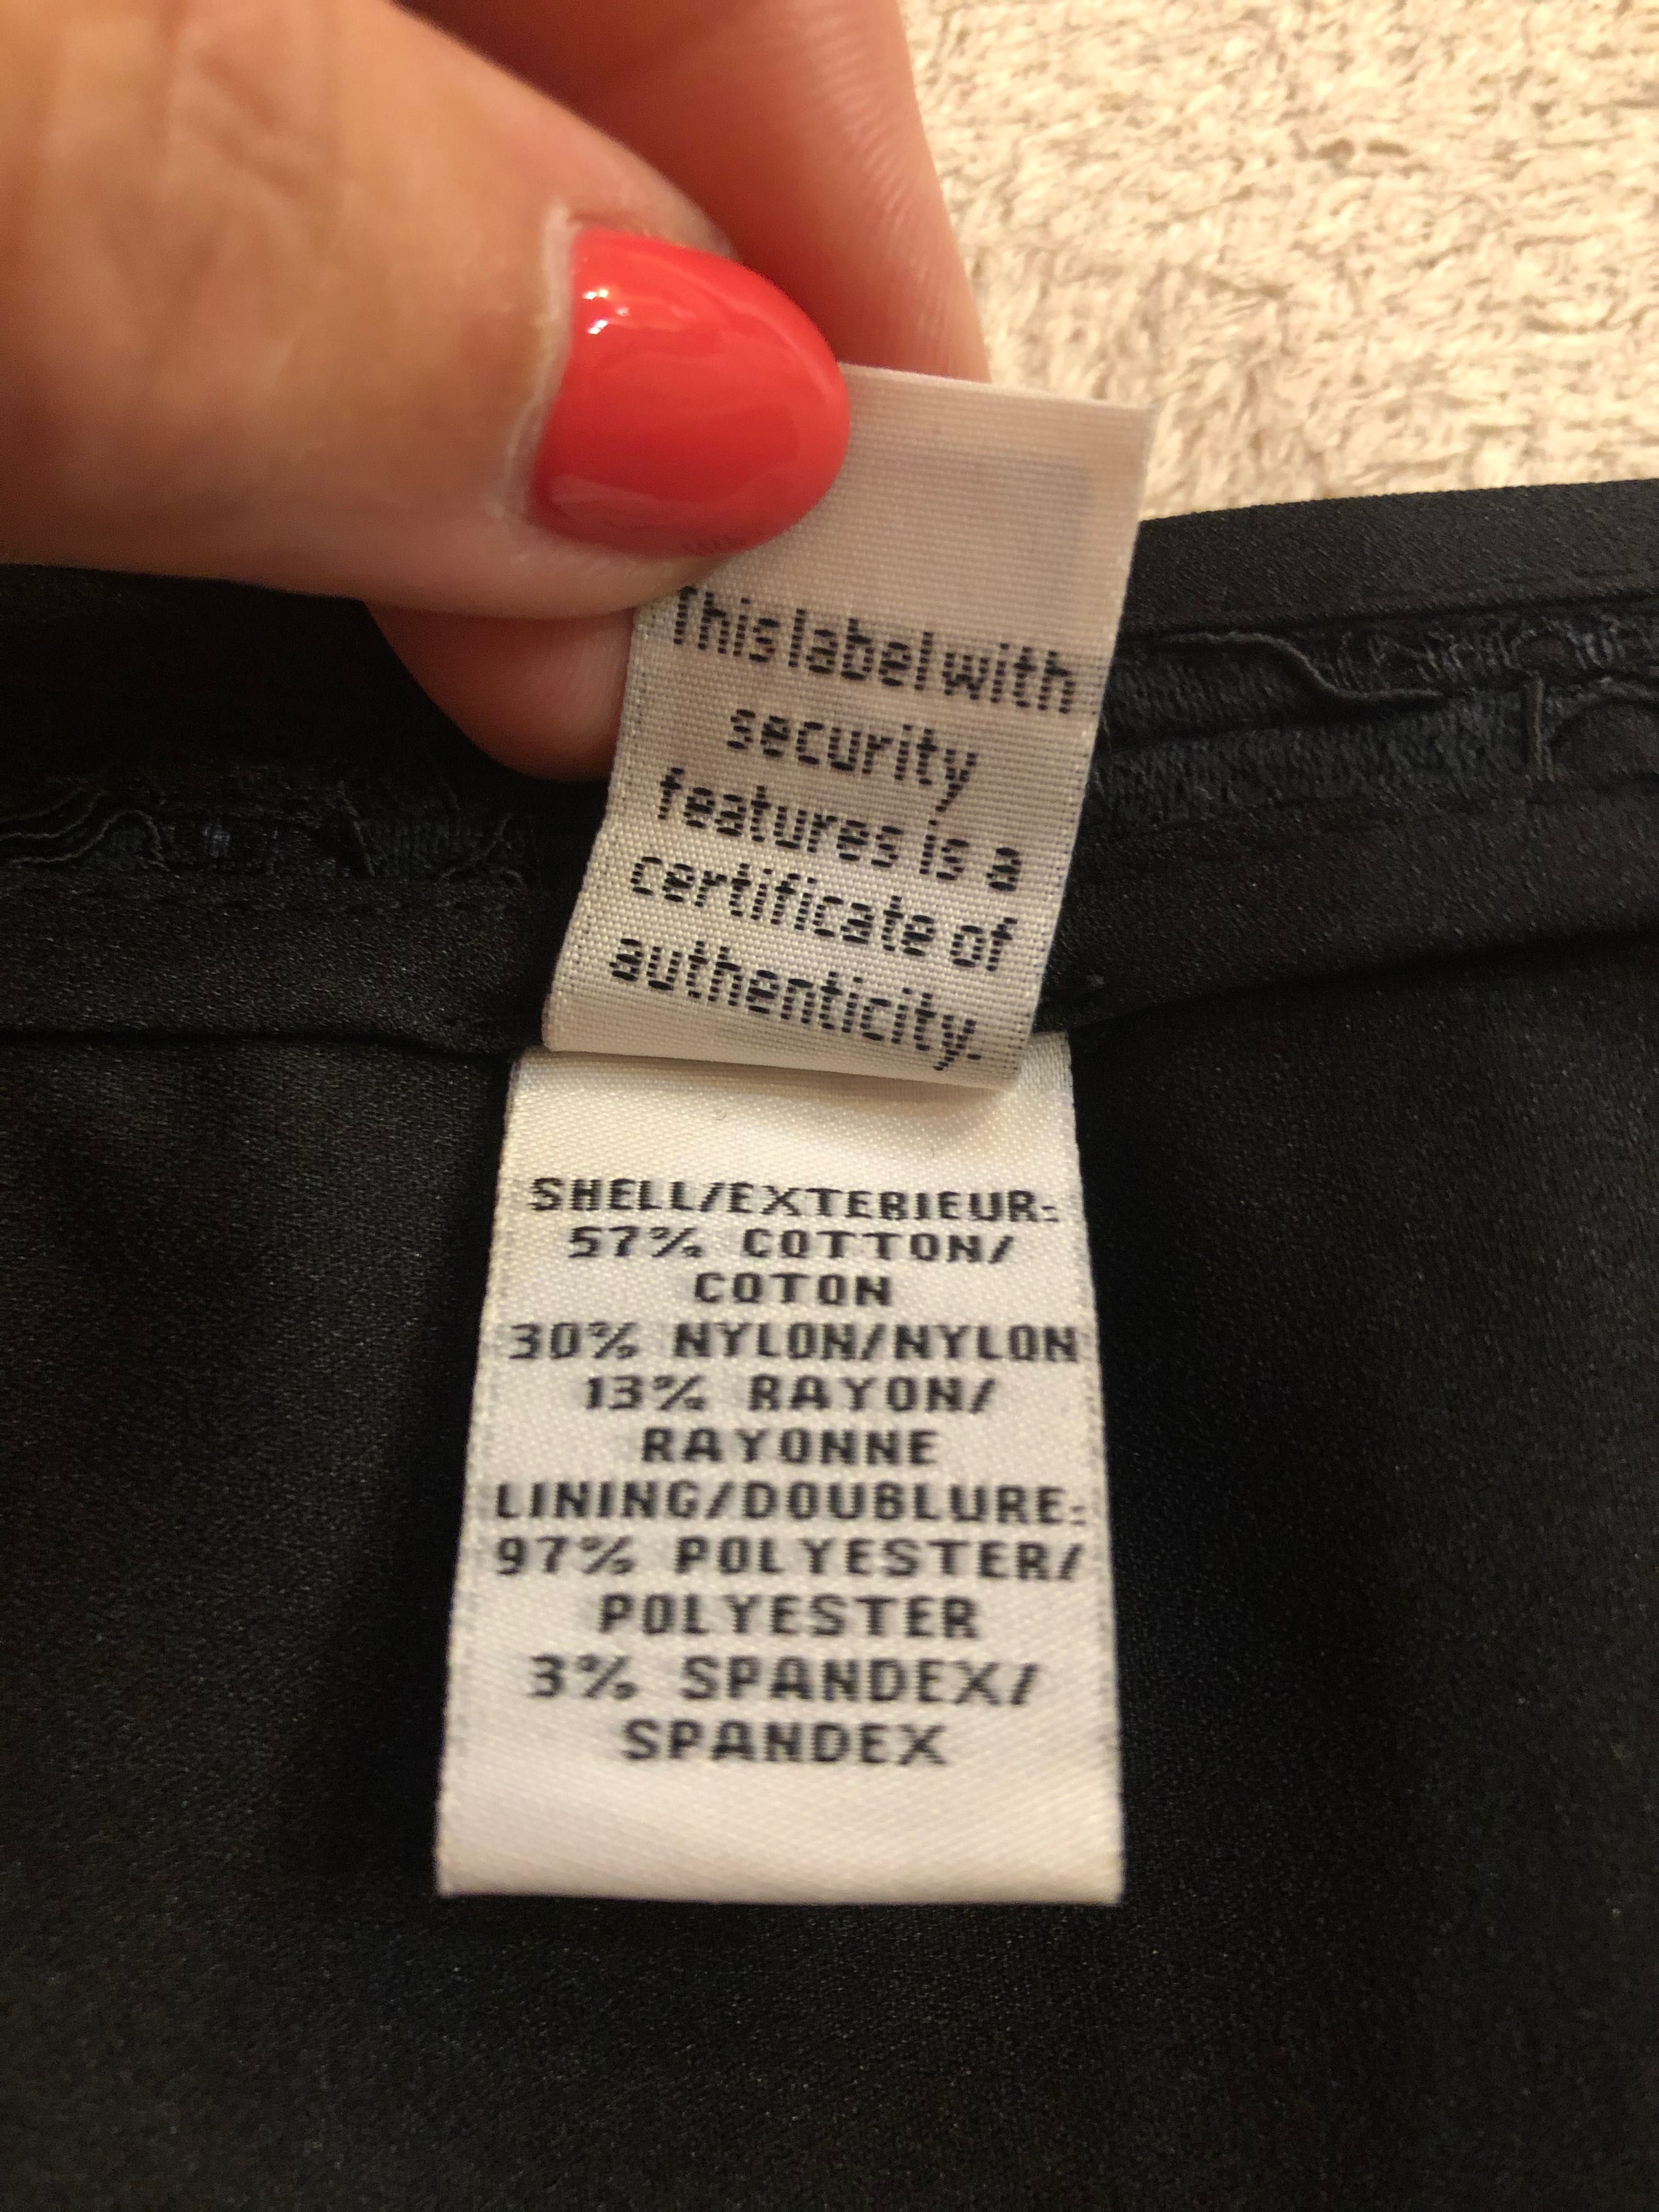 This label with
security
features is a
certificate of
authenticity.
SHELL/EXTERIEUR:
57% COTTON/
COTON
30% NYLON/NYLON
13% RAYON/
RAYONNE
LINING/DOUBLURE:
97% POLYESTER/
POLYESTER
3% SPANDEX/
SPANDEX